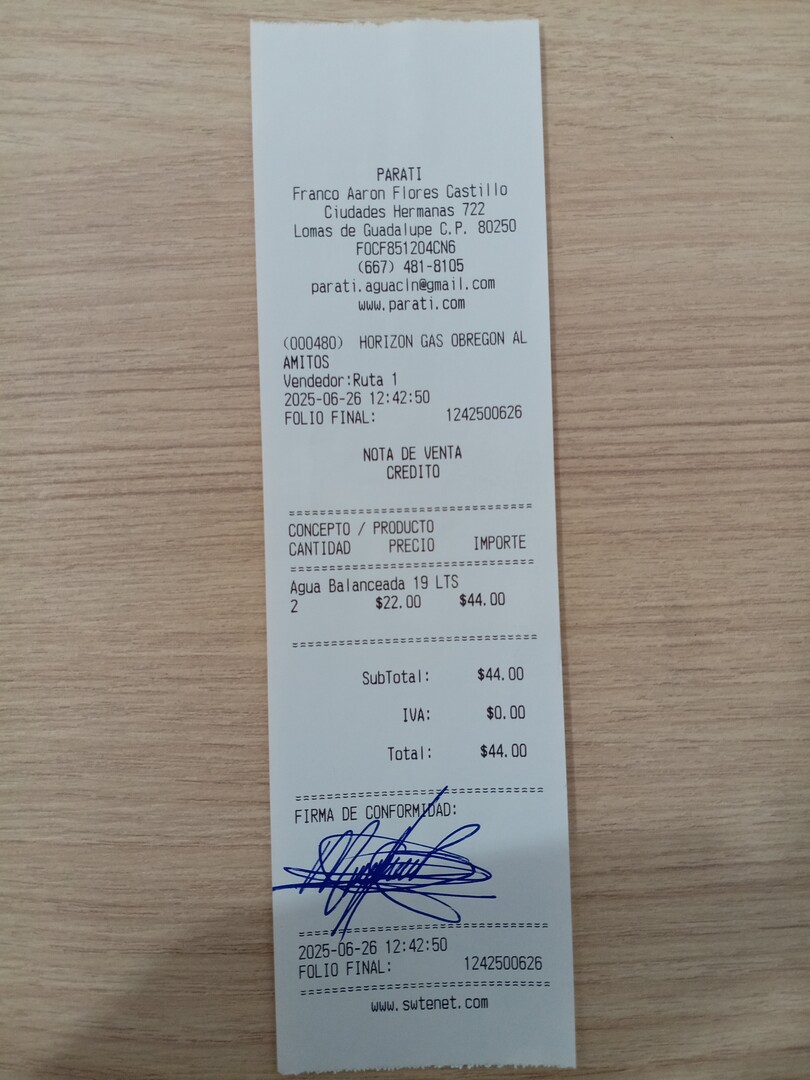 PARATI
Franco Aaron Flores Castillo
Ciudades Hermanas 722
Lomas de Guadalupe C.P. 80250
FOCF851204CN6
(667) 481-8105
parati.aguacln@gmail.com
www.parati.com
(000480) HORIZON GAS OBREGON AL
AMITOS
Vendedor:Ruta 1
2025-06-26 12:42:50
FOLIO FINAL: 1242500626
NOTA DE VENTA
CREDITO
================================
CONCEPTO / PRODUCTO
CANTIDAD PRECIO IMPORTE
================================
Agua Balanceada 19 LTS
2 $22.00 $44.00
================================
SubTotal: $44.00
IVA: $0.00
Total: $44.00
================================
FIRMA DE CONFORMIDAD:
================================
2025-06-26 12:42:50
FOLIO FINAL: 1242500626
================================
www.swtenet.com